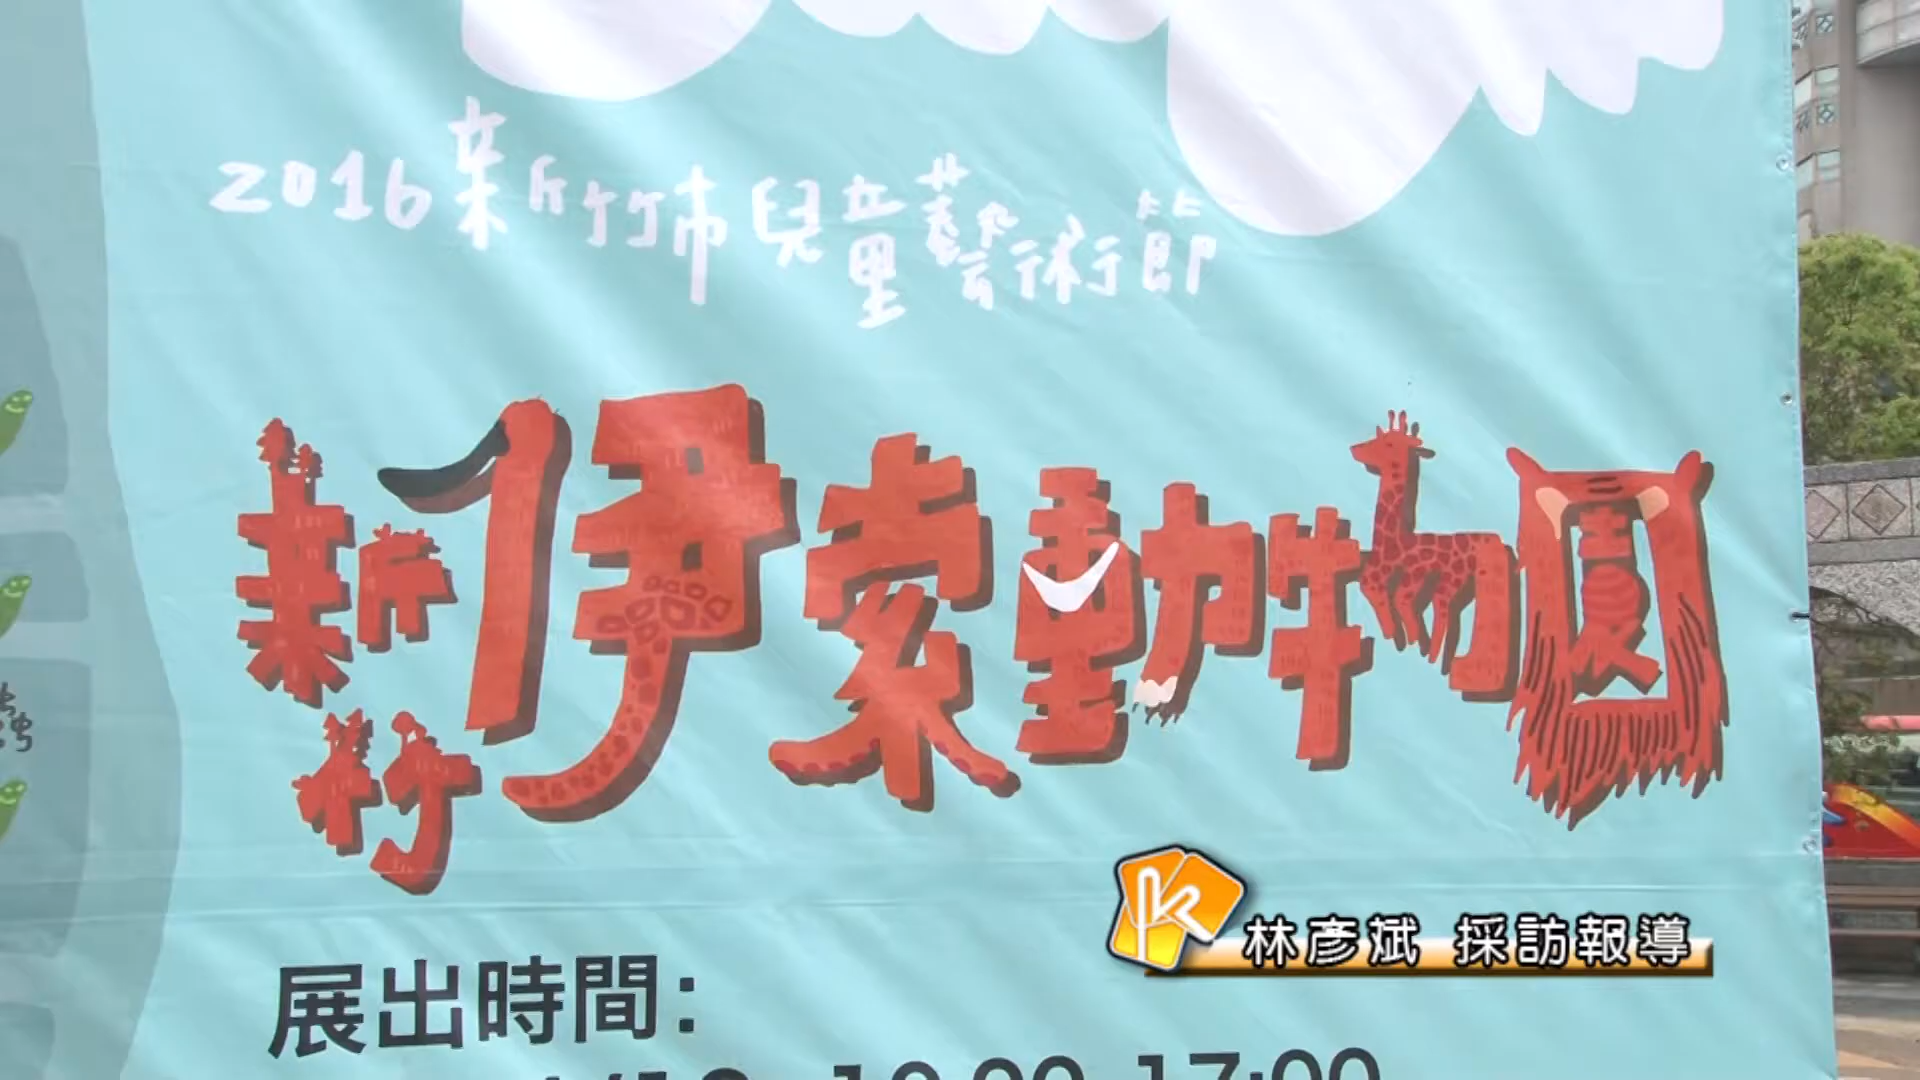 2016新竹市兒童藝術節
新竹伊索動物園
K
林彥斌 採訪報導
展出時間: